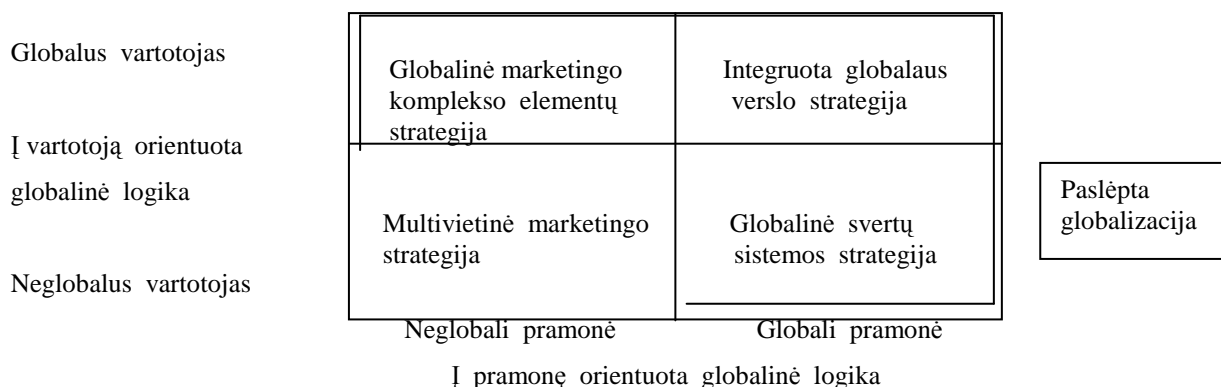 Globalus vartotojas
Į vartotoją orientuota
globalinė logika
Neglobalus vartotojas
Globalinė marketingo
komplekso elementų
strategija
Integruota globalaus
verslo strategija
Multivietinė marketingo
strategija
Globalinė svertų
sistemos strategija
Paslėpta
globalizacija
Neglobali pramonė
Globali pramonė
Į pramonę orientuota globalinė logika